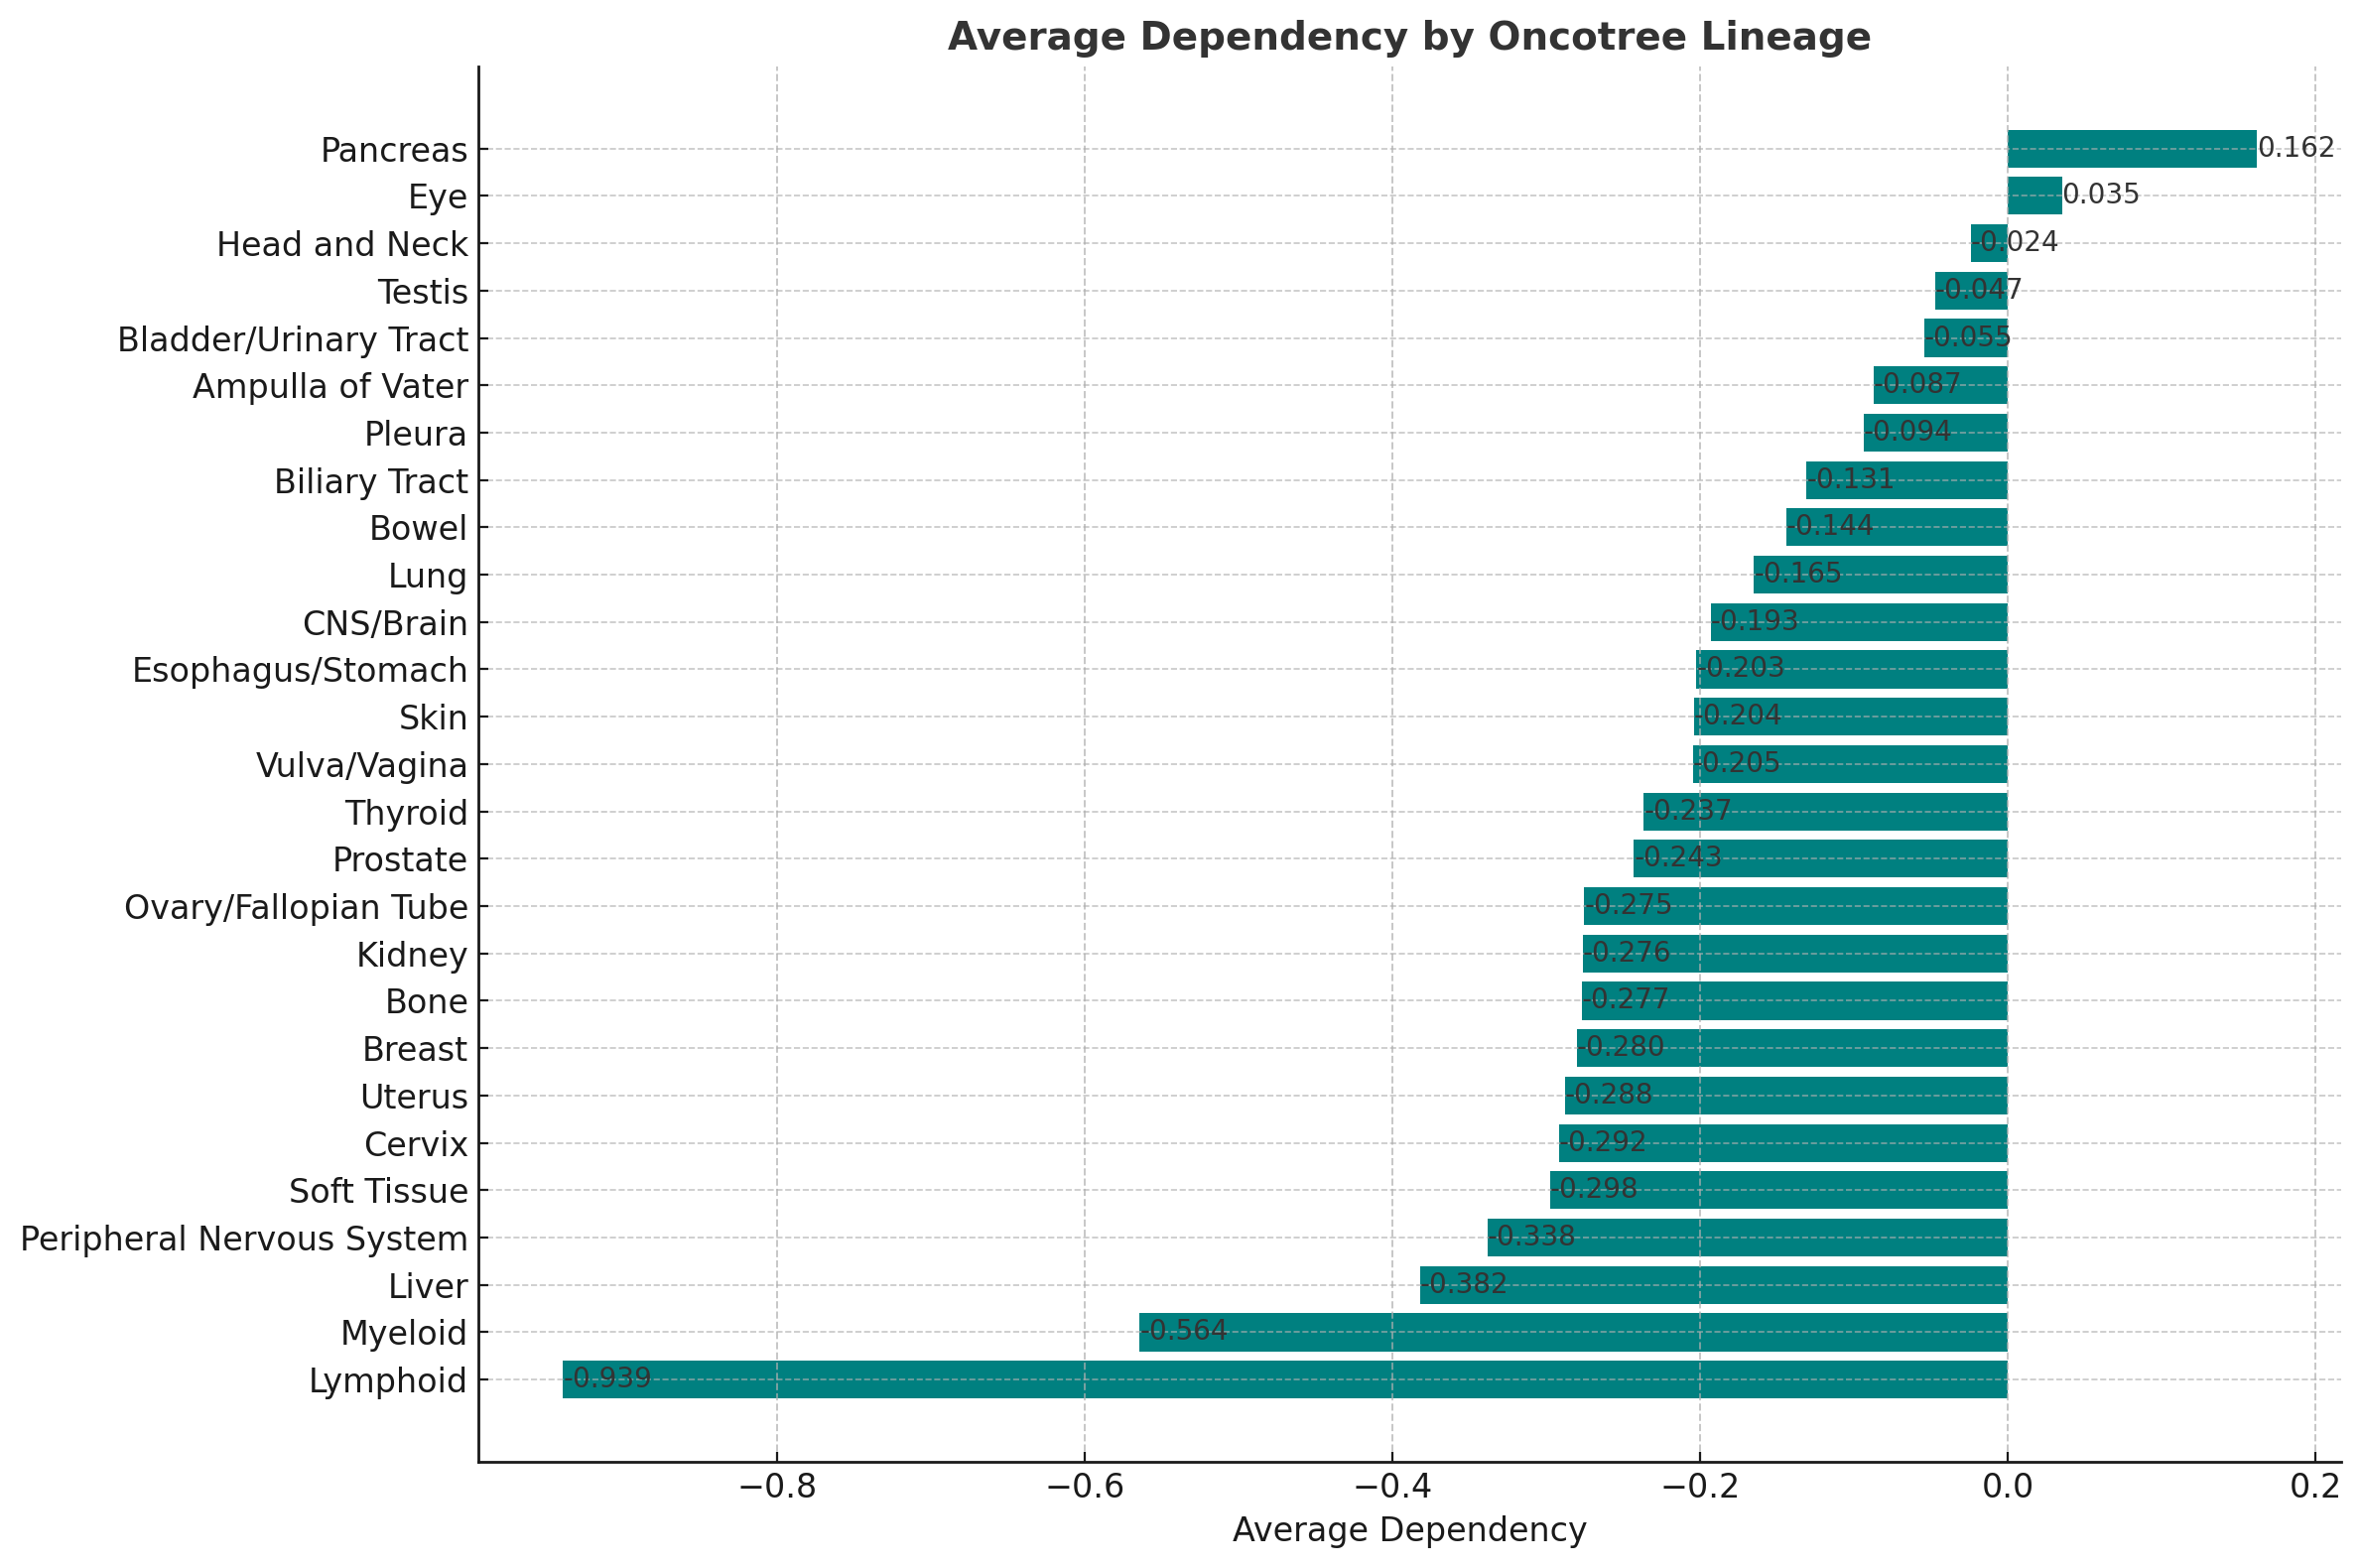 Average Dependency by Oncotree Lineage
Pancreas 0.162
Eye 0.035
Head and Neck -0.024
Testis -0.047
Bladder/Urinary Tract -0.055
Ampulla of Vater -0.087
Pleura -0.094
Biliary Tract -0.131
Bowel -0.144
Lung -0.165
CNS/Brain -0.193
Esophagus/Stomach -0.203
Skin -0.204
Vulva/Vagina -0.205
Thyroid -0.237
Prostate -0.243
Ovary/Fallopian Tube -0.275
Kidney -0.276
Bone -0.277
Breast -0.280
Uterus -0.288
Cervix -0.292
Soft Tissue -0.298
Peripheral Nervous System -0.338
Liver -0.382
Myeloid -0.564
Lymphoid -0.939
−0.8 −0.6 −0.4 −0.2 0.0 0.2
Average Dependency